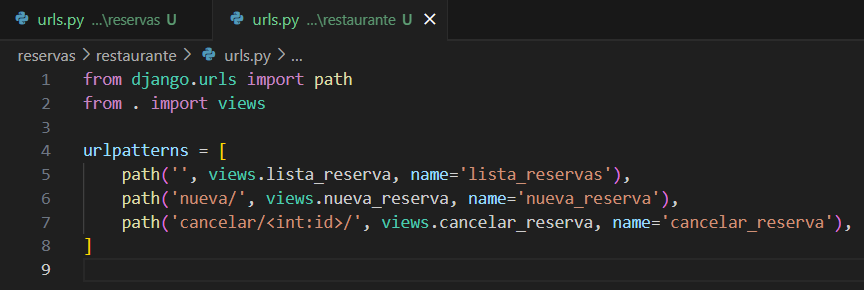 urls.py ...\reservas U urls.py ...\restaurante U ×
reservas > restaurante > urls.py > ...
1 from django.urls import path
2 from . import views
3
4 urlpatterns = [
5     path('', views.lista_reserva, name='lista_reservas'),
6     path('nueva/', views.nueva_reserva, name='nueva_reserva'),
7     path('cancelar/<int:id>/', views.cancelar_reserva, name='cancelar_reserva'),
8 ]
9